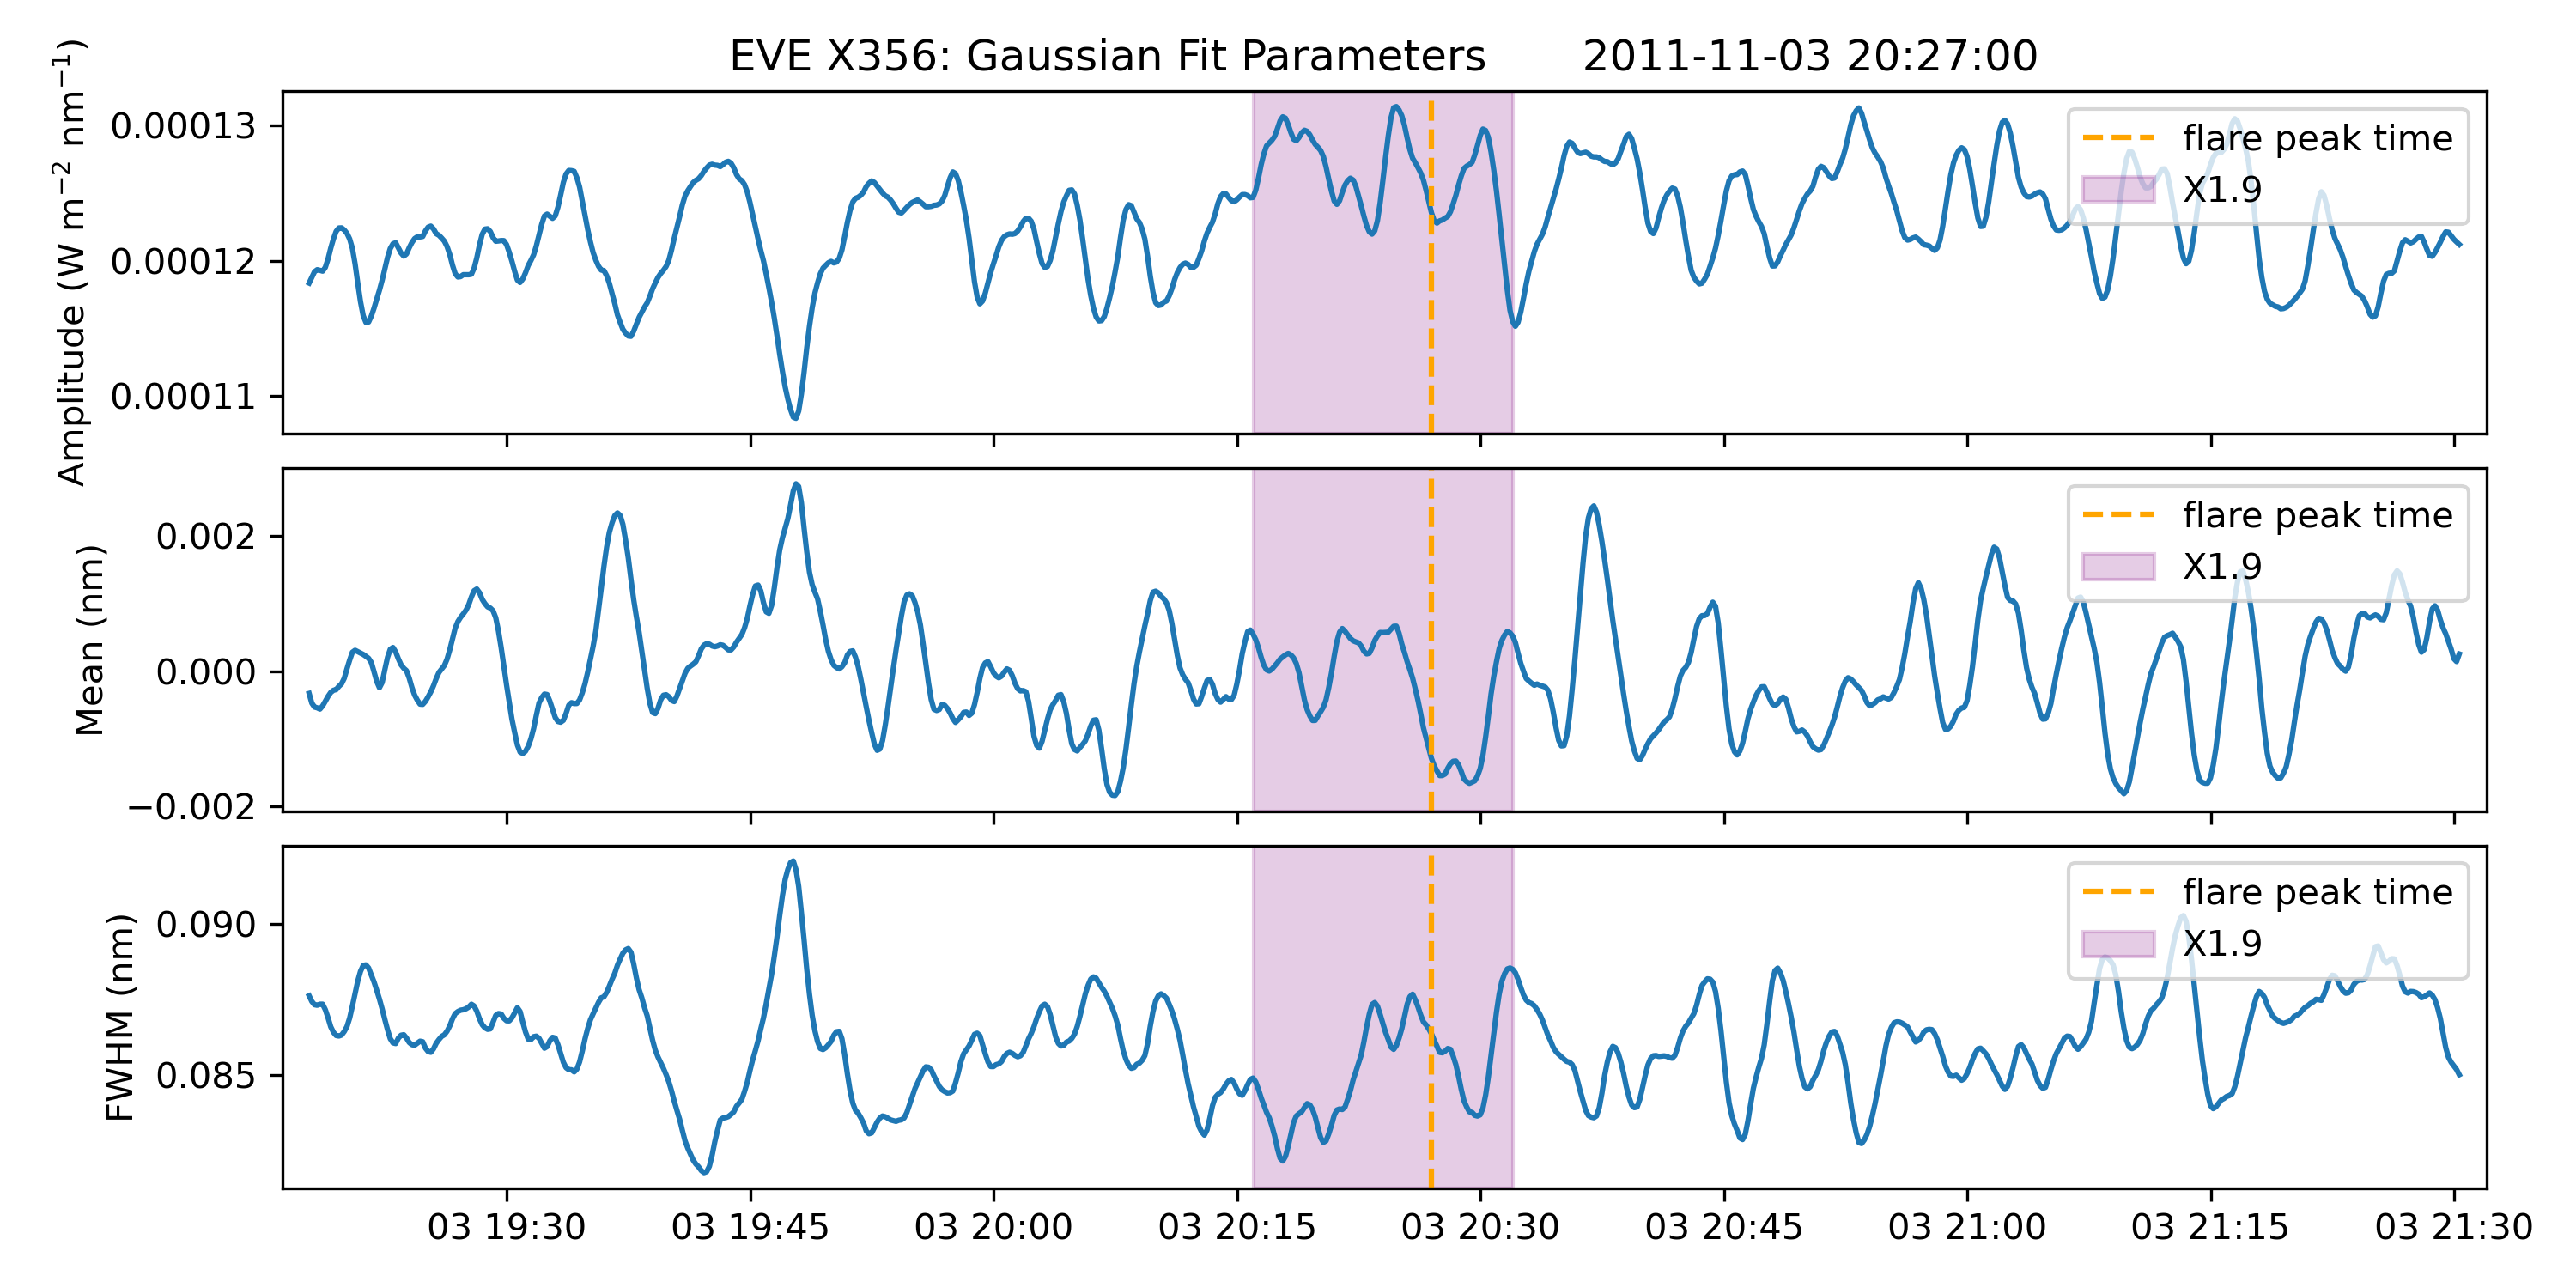 EVE X356: Gaussian Fit Parameters 2011-11-03 20:27:00
Amplitude (W m⁻² nm⁻¹)
0.00013
0.00012
0.00011
flare peak time
X1.9
Mean (nm)
0.002
0.000
−0.002
flare peak time
X1.9
FWHM (nm)
0.090
0.085
flare peak time
X1.9
03 19:30 03 19:45 03 20:00 03 20:15 03 20:30 03 20:45 03 21:00 03 21:15 03 21:30